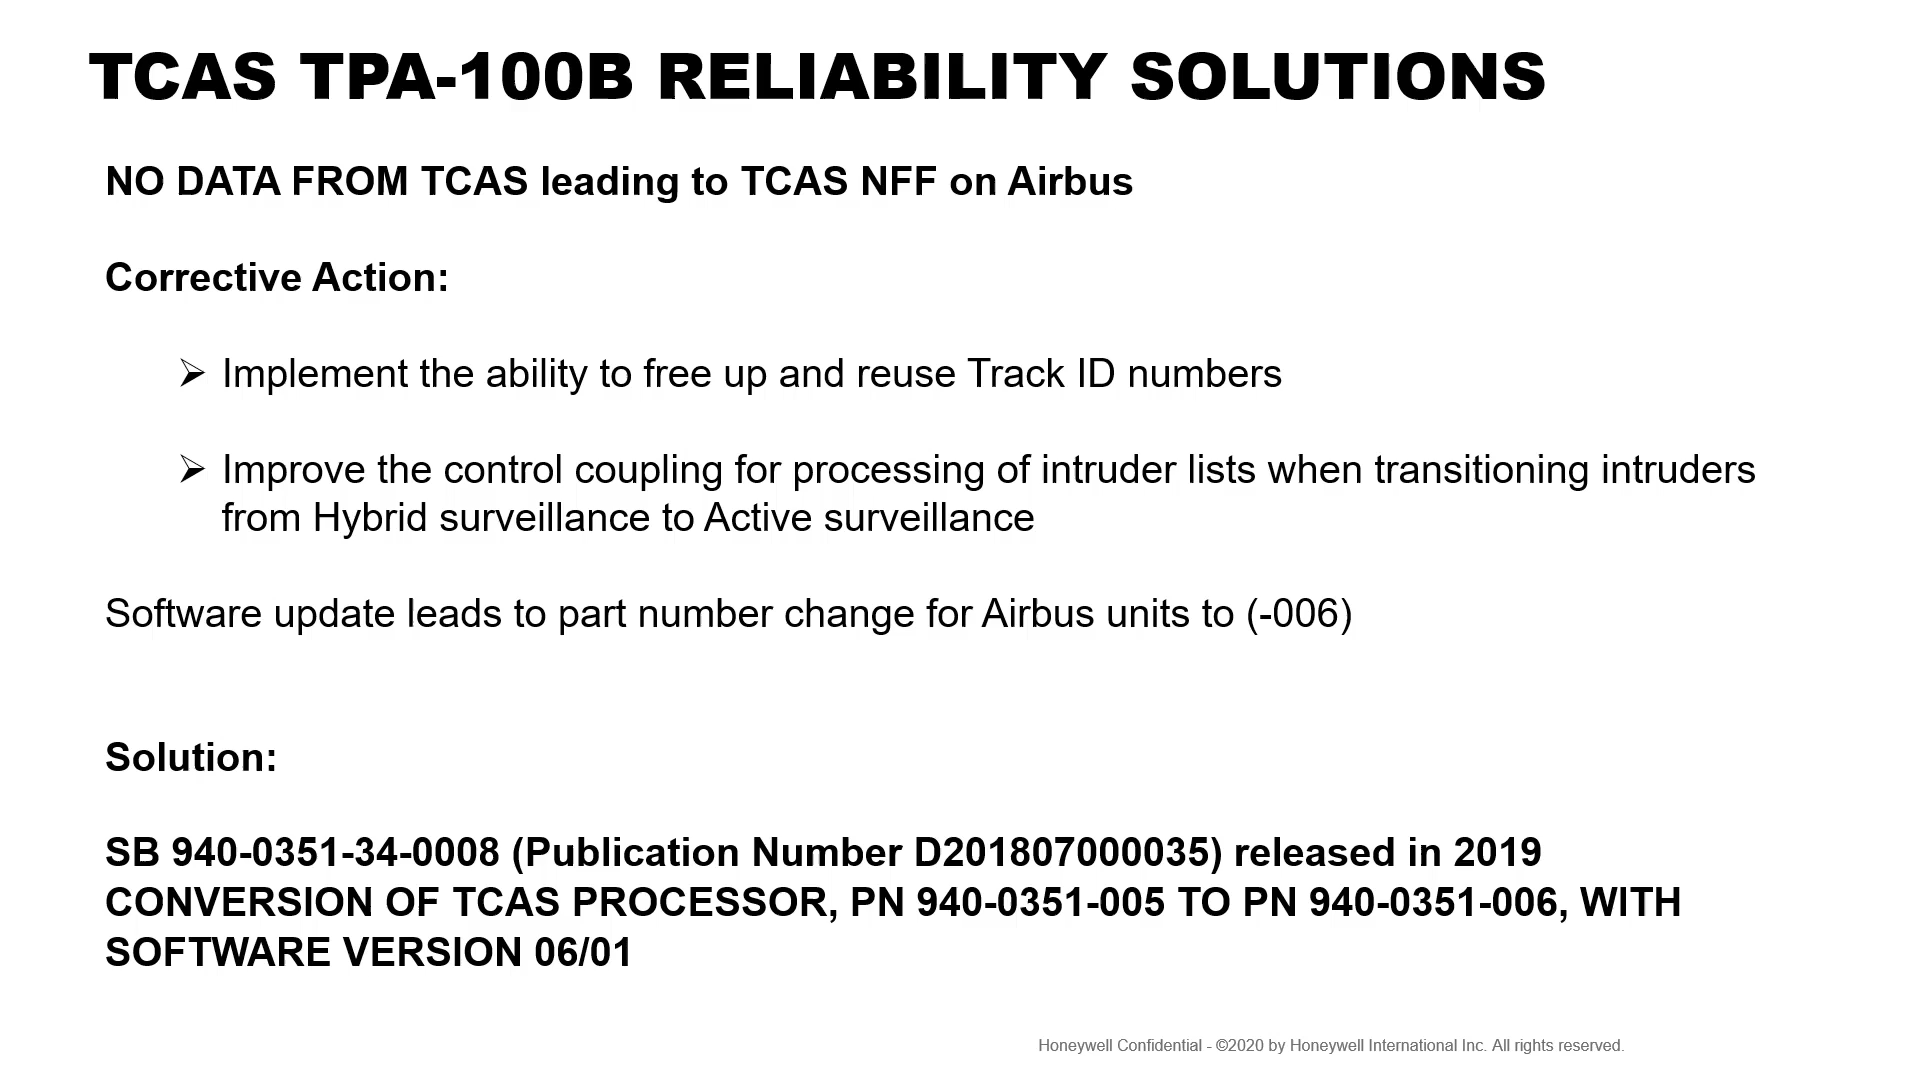 TCAS TPA-100B RELIABILITY SOLUTIONS
NO DATA FROM TCAS leading to TCAS NFF on Airbus
Corrective Action:
➢ Implement the ability to free up and reuse Track ID numbers
➢ Improve the control coupling for processing of intruder lists when transitioning intruders
from Hybrid surveillance to Active surveillance
Software update leads to part number change for Airbus units to (-006)
Solution:
SB 940-0351-34-0008 (Publication Number D201807000035) released in 2019
CONVERSION OF TCAS PROCESSOR, PN 940-0351-005 TO PN 940-0351-006, WITH
SOFTWARE VERSION 06/01
Honeywell Confidential - ©2020 by Honeywell International Inc. All rights reserved.